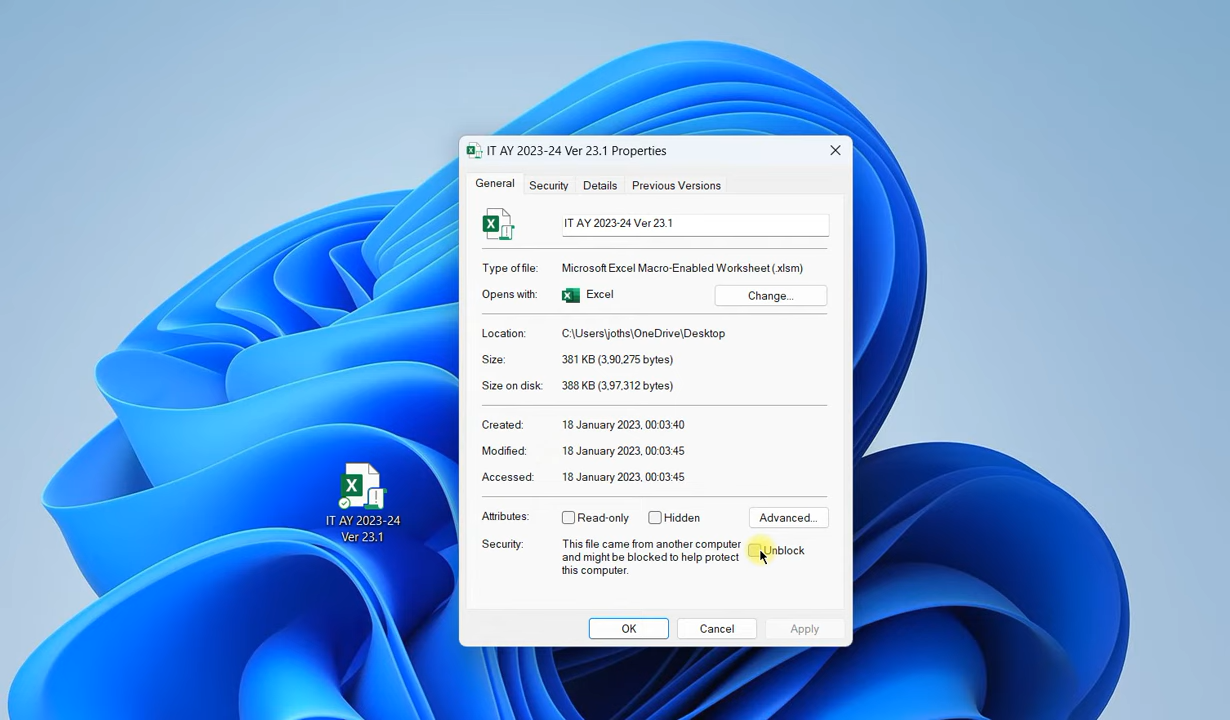 IT AY 2023-24 Ver 23.1 Properties
General Security Details Previous Versions
IT AY 2023-24 Ver 23.1
Type of file: Microsoft Excel Macro-Enabled Worksheet (.xlsm)
Opens with: Excel Change...
Location: C:\Users\joths\OneDrive\Desktop
Size: 381 KB (3,90,275 bytes)
Size on disk: 388 KB (3,97,312 bytes)
Created: 18 January 2023, 00:03:40
Modified: 18 January 2023, 00:03:45
Accessed: 18 January 2023, 00:03:45
Attributes: Read-only Hidden Advanced...
Security: This file came from another computer
and might be blocked to help protect
this computer.
Unblock
OK Cancel Apply
IT AY 2023-24
Ver 23.1